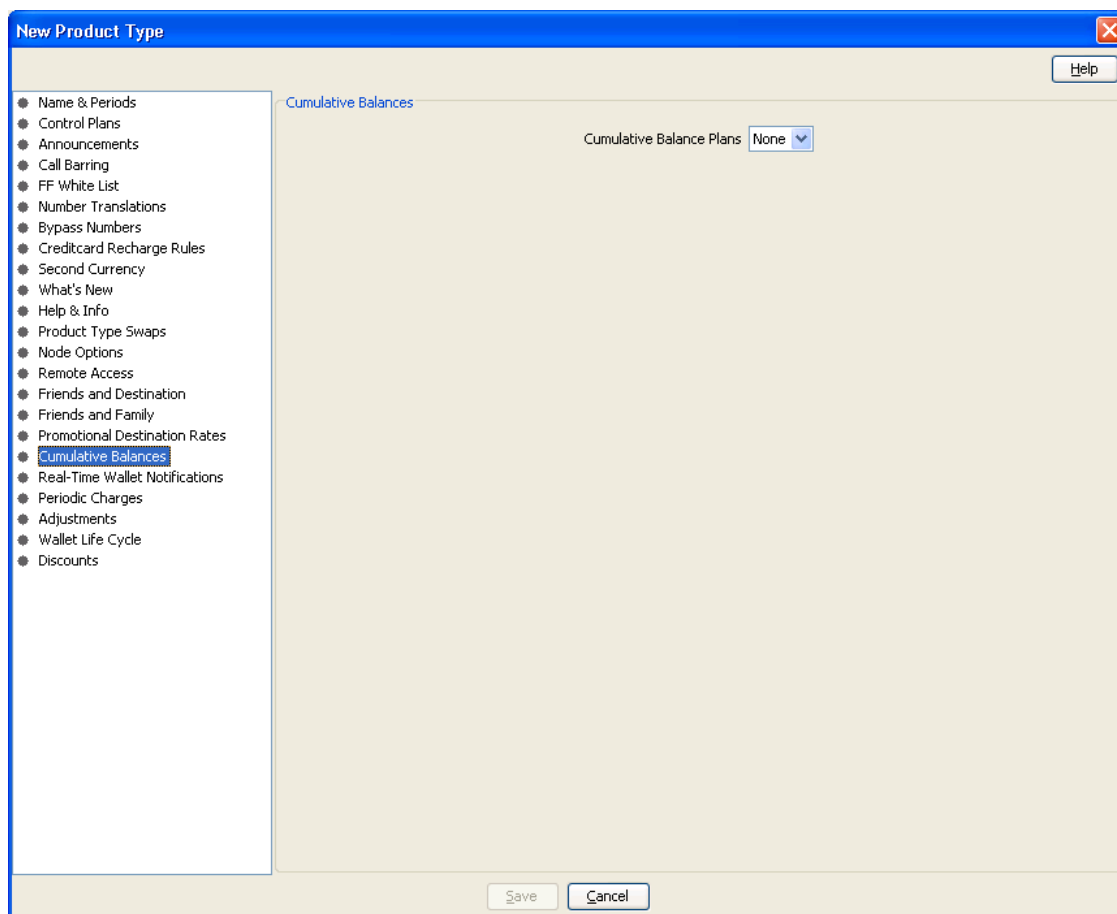 New Product Type
Help
Name & Periods
Control Plans
Announcements
Call Barring
FF White List
Number Translations
Bypass Numbers
Creditcard Recharge Rules
Second Currency
What's New
Help & Info
Product Type Swaps
Node Options
Remote Access
Friends and Destination
Friends and Family
Promotional Destination Rates
Cumulative Balances
Real-Time Wallet Notifications
Periodic Charges
Adjustments
Wallet Life Cycle
Discounts
Cumulative Balances
Cumulative Balance Plans None
Save Cancel